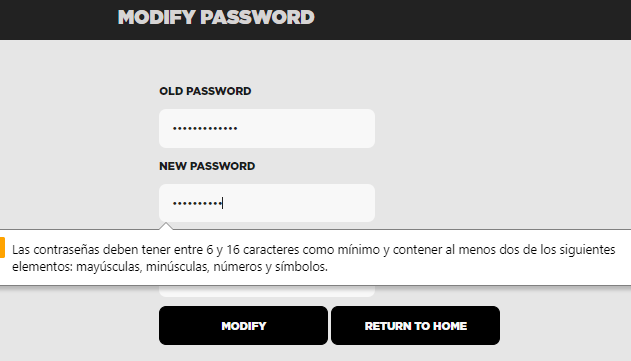 MODIFY PASSWORD
OLD PASSWORD
•••••••••••••
NEW PASSWORD
••••••••••
Las contraseñas deben tener entre 6 y 16 caracteres como mínimo y contener al menos dos de los siguientes
elementos: mayúsculas, minúsculas, números y símbolos.
MODIFY
RETURN TO HOME